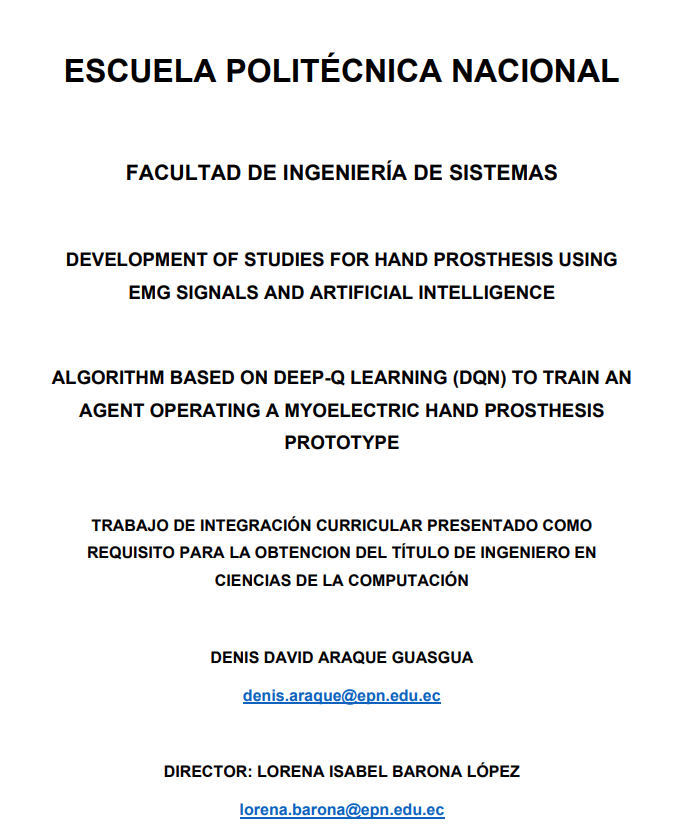 ESCUELA POLITÉCNICA NACIONAL
FACULTAD DE INGENIERÍA DE SISTEMAS
DEVELOPMENT OF STUDIES FOR HAND PROSTHESIS USING
EMG SIGNALS AND ARTIFICIAL INTELLIGENCE
ALGORITHM BASED ON DEEP-Q LEARNING (DQN) TO TRAIN AN
AGENT OPERATING A MYOELECTRIC HAND PROSTHESIS
PROTOTYPE
TRABAJO DE INTEGRACIÓN CURRICULAR PRESENTADO COMO
REQUISITO PARA LA OBTENCION DEL TÍTULO DE INGENIERO EN
CIENCIAS DE LA COMPUTACIÓN
DENIS DAVID ARAQUE GUASGUA
denis.araque@epn.edu.ec
DIRECTOR: LORENA ISABEL BARONA LÓPEZ
lorena.barona@epn.edu.ec